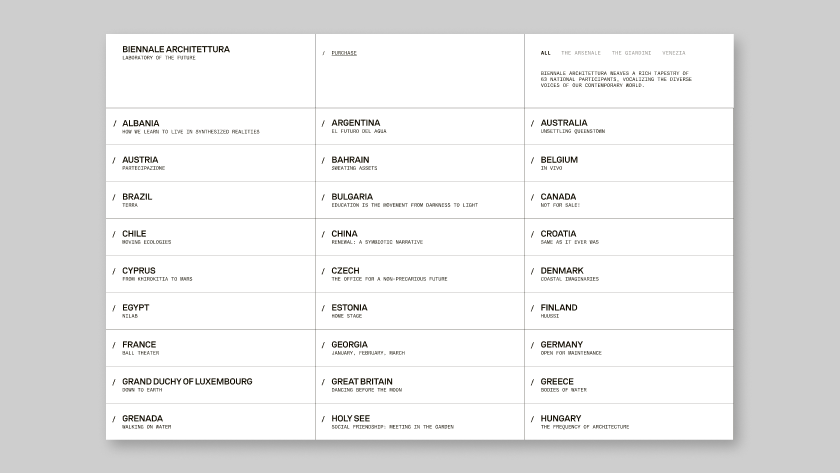 BIENNALE ARCHITETTURA
LABORATORY OF THE FUTURE
/ PURCHASE
ALL THE ARSENALE THE GIARDINI VENEZIA
BIENNALE ARCHITETTURA WEAVES A RICH TAPESTRY OF
63 NATIONAL PARTICIPANTS, VOCALIZING THE DIVERSE
VOICES OF OUR CONTEMPORARY WORLD.
/ ALBANIA
HOW WE LEARN TO LIVE IN SYNTHESIZED REALITIES
/ ARGENTINA
EL FUTURO DEL AGUA
/ AUSTRALIA
UNSETTLING QUEENSTOWN
/ AUSTRIA
PARTECIPAZIONE
/ BAHRAIN
SWEATING ASSETS
/ BELGIUM
IN VIVO
/ BRAZIL
TERRA
/ BULGARIA
EDUCATION IS THE MOVEMENT FROM DARKNESS TO LIGHT
/ CANADA
NOT FOR SALE!
/ CHILE
MOVING ECOLOGIES
/ CHINA
RENEWAL: A SYMBIOTIC NARRATIVE
/ CROATIA
SAME AS IT EVER WAS
/ CYPRUS
FROM KHIROKITIA TO MARS
/ CZECH
THE OFFICE FOR A NON-PRECARIOUS FUTURE
/ DENMARK
COASTAL IMAGINARIES
/ EGYPT
NILAB
/ ESTONIA
HOME STAGE
/ FINLAND
HUUSSI
/ FRANCE
BALL THEATER
/ GEORGIA
JANUARY, FEBRUARY, MARCH
/ GERMANY
OPEN FOR MAINTENANCE
/ GRAND DUCHY OF LUXEMBOURG
DOWN TO EARTH
/ GREAT BRITAIN
DANCING BEFORE THE MOON
/ GREECE
BODIES OF WATER
/ GRENADA
WALKING ON WATER
/ HOLY SEE
SOCIAL FRIENDSHIP: MEETING IN THE GARDEN
/ HUNGARY
THE FREQUENCY OF ARCHITECTURE